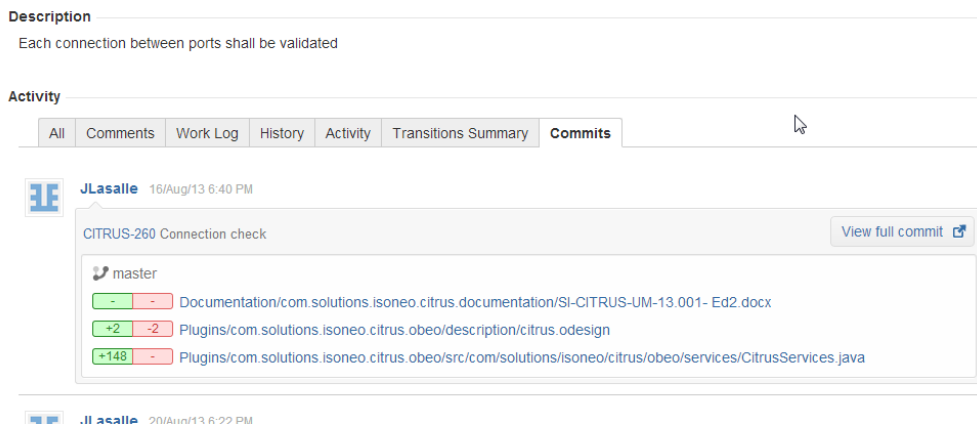 Description
Each connection between ports shall be validated
Activity
All Comments Work Log History Activity Transitions Summary Commits
JLasalle 16/Aug/13 6:40 PM
CITRUS-260 Connection check View full commit
master
- - Documentation/com.solutions.isoneo.citrus.documentation/SI-CITRUS-UM-13.001- Ed2.docx
+2 -2 Plugins/com.solutions.isoneo.citrus.obeo/description/citrus.odesign
+148 - Plugins/com.solutions.isoneo.citrus.obeo/src/com/solutions/isoneo/citrus/obeo/services/CitrusServices.java
JLasalle 20/Aug/13 6:22 PM